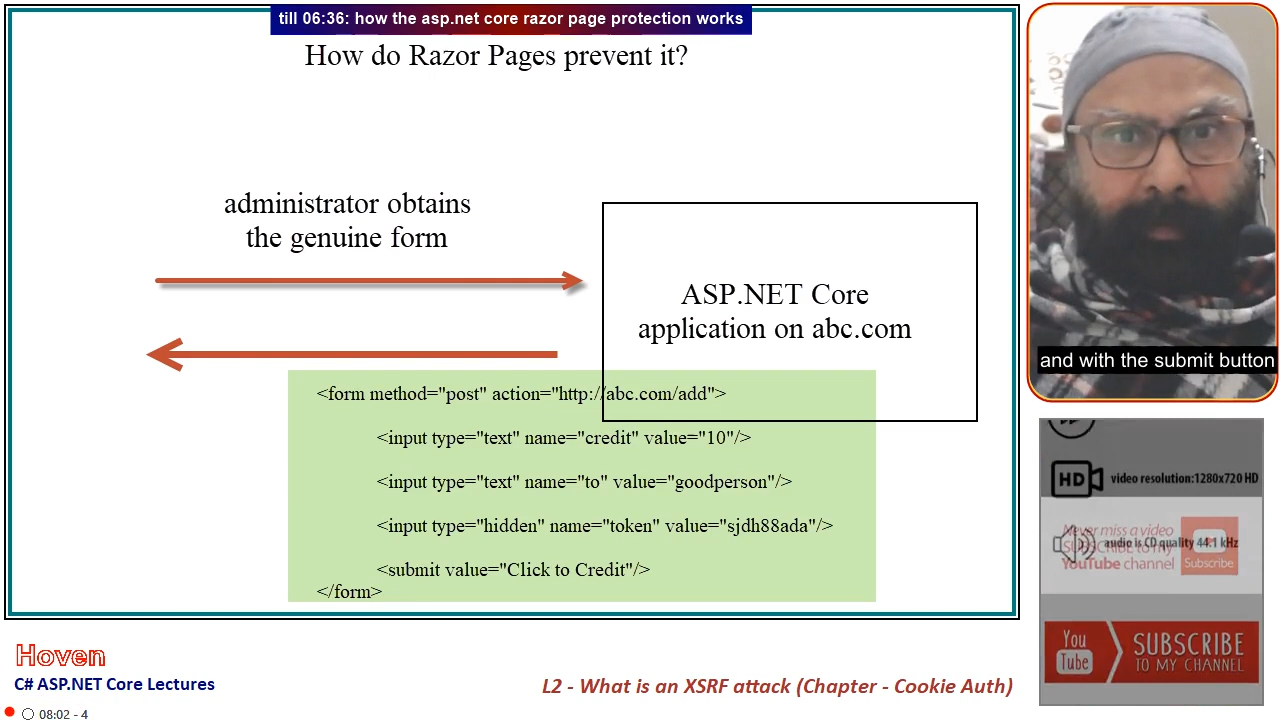 till 06:36: how the asp.net core razor page protection works
How do Razor Pages prevent it?
administrator obtains
the genuine form
ASP.NET Core
application on abc.com
<form method="post" action="http://abc.com/add">
<input type="text" name="credit" value="10"/>
<input type="text" name="to" value="goodperson"/>
<input type="hidden" name="token" value="sjdh88ada"/>
<submit value="Click to Credit"/>
</form>
and with the submit button
HD video resolution:1280x720 HD
Never miss a video
audio is CD quality 44.1 kHz
SUBSCRIBE to my
YouTube channel
Subscribe
You Tube SUBSCRIBE
TO MY CHANNEL
Hoven
C# ASP.NET Core Lectures
L2 - What is an XSRF attack (Chapter - Cookie Auth)
08:02 - 4